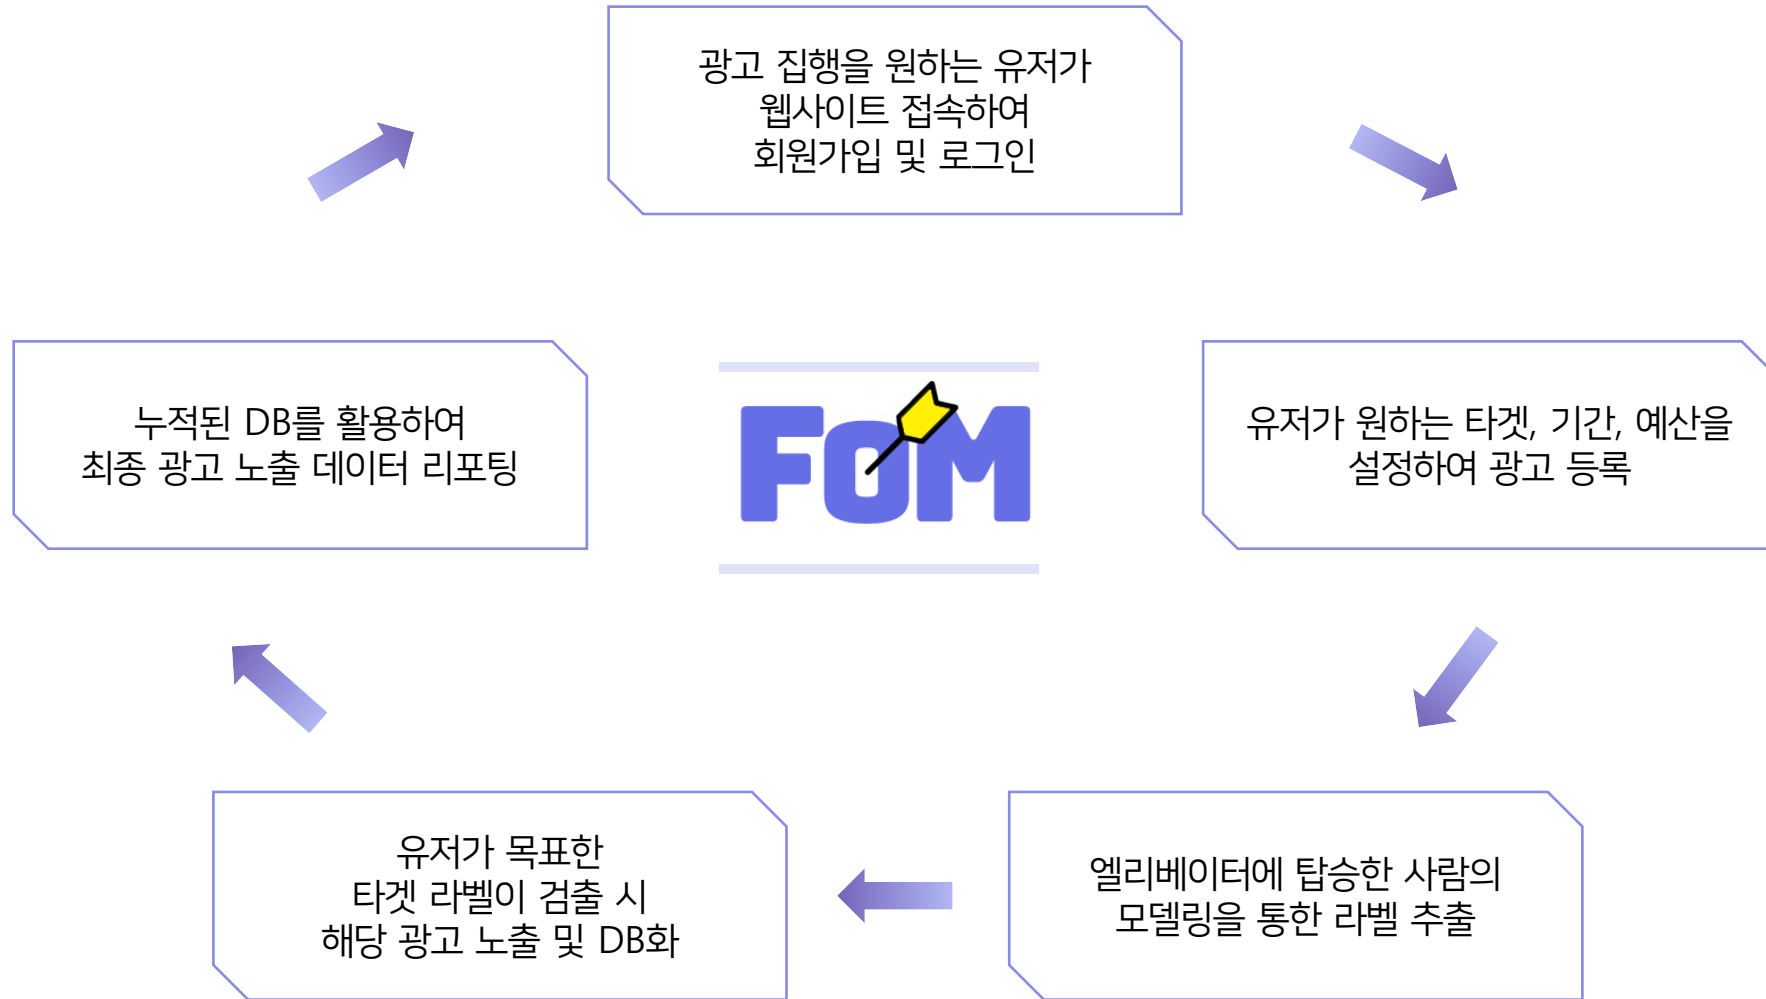 광고 집행을 원하는 유저가
웹사이트 접속하여
회원가입 및 로그인
유저가 원하는 타겟, 기간, 예산을
설정하여 광고 등록
엘리베이터에 탑승한 사람의
모델링을 통한 라벨 추출
유저가 목표한
타겟 라벨이 검출 시
해당 광고 노출 및 DB화
누적된 DB를 활용하여
최종 광고 노출 데이터 리포팅
FOM